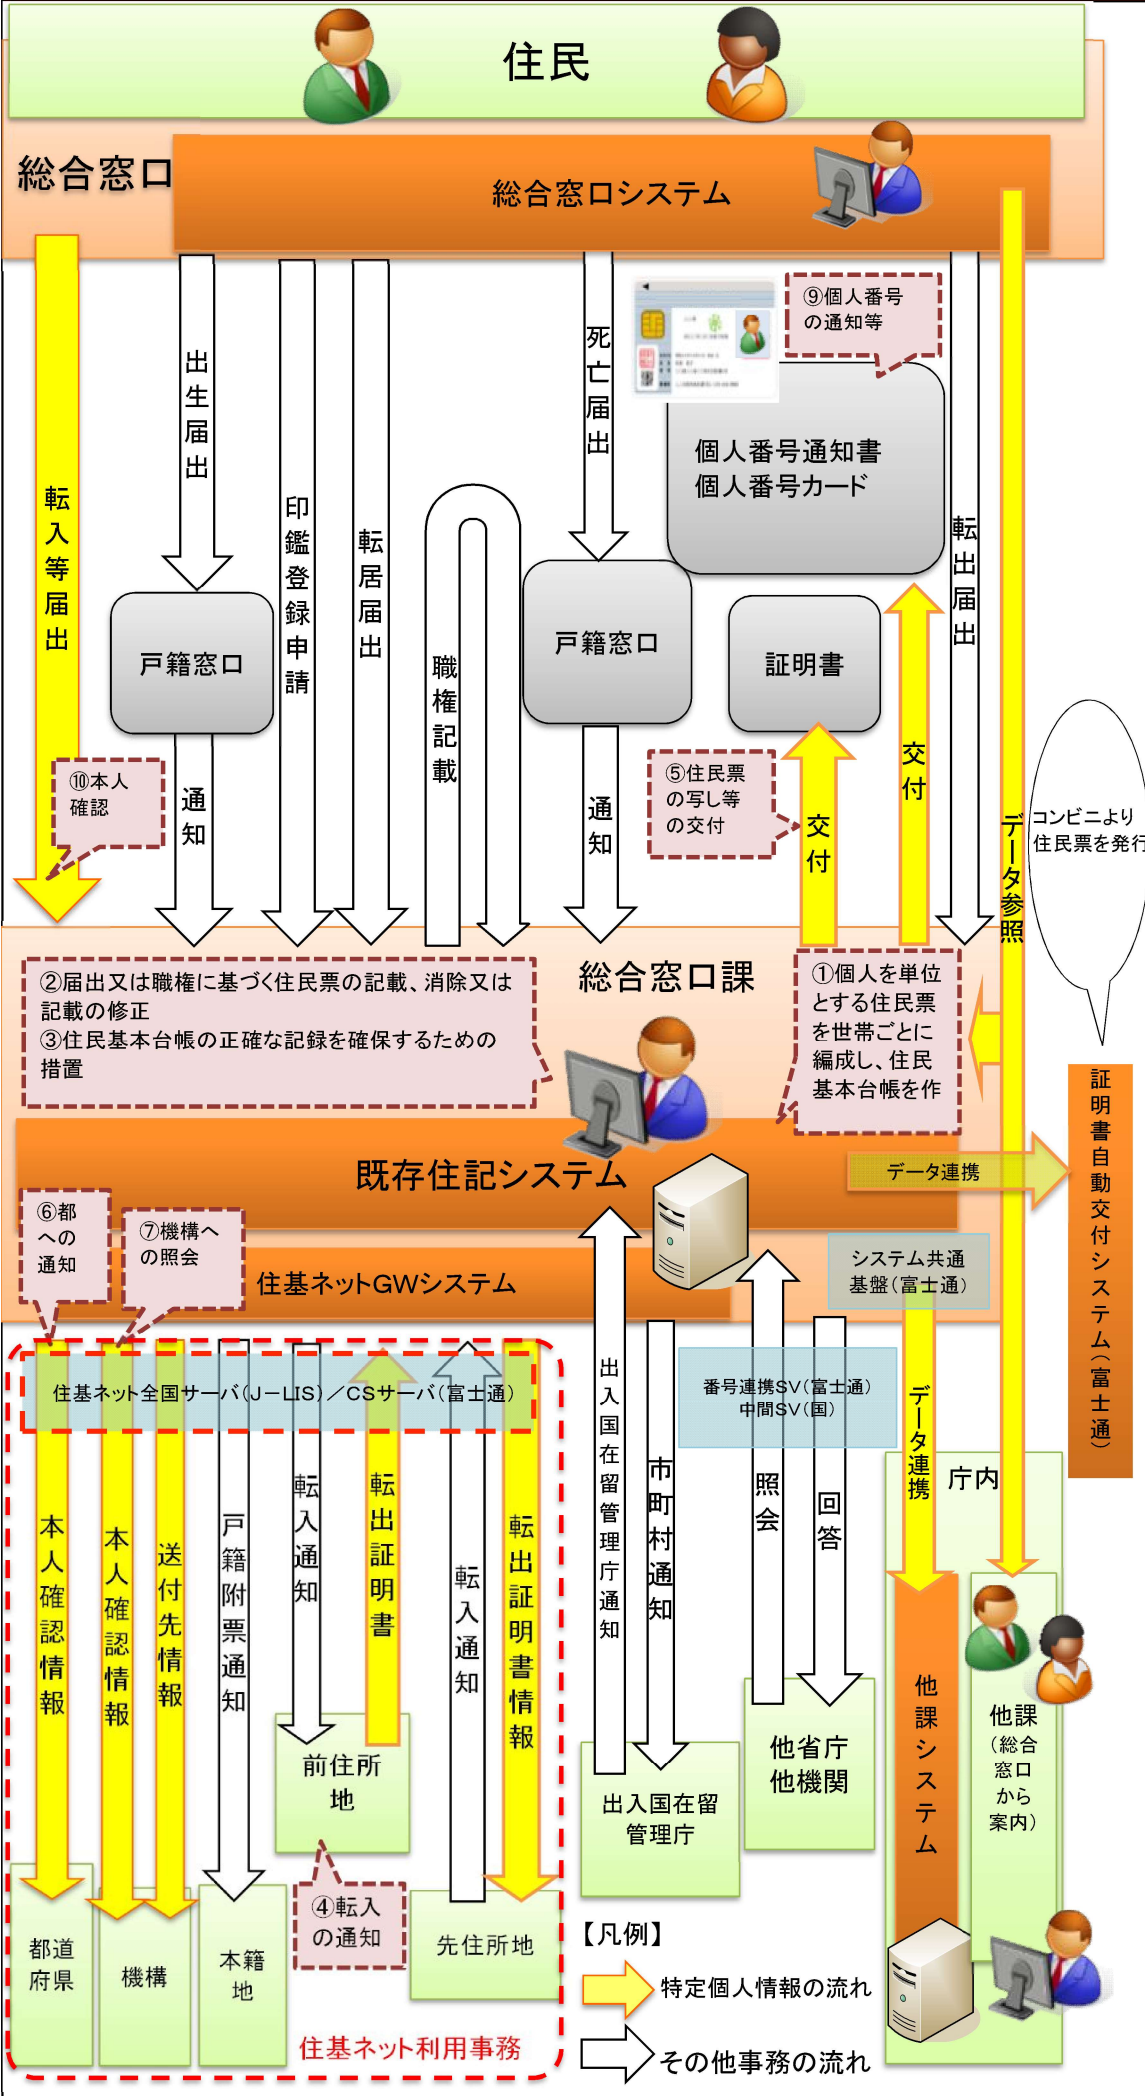 住民
総合窓口
総合窓口システム
⑨個人番号
の通知等
転入等届出
出生届出
印鑑登録申請
転居届出
職権記載
死亡届出
個人番号通知書
個人番号カード
転出届出
戸籍窓口
戸籍窓口
証明書
⑩本人
確認
通知
通知
⑤住民票
の写し等
の交付
交付
交付
データ参照
コンビニより
住民票を発行
②届出又は職権に基づく住民票の記載、消除又は
記載の修正
③住民基本台帳の正確な記録を確保するための
措置
総合窓口課
①個人を単位
とする住民票
を世帯ごとに
編成し、住民
基本台帳を作
既存住記システム
データ連携
証明書自動交付システム（富士通）
⑥都
への
通知
⑦機構へ
の照会
住基ネットGWシステム
システム共通
基盤（富士通）
住基ネット全国サーバ（J－LIS）／CSサーバ（富士通）
番号連携SV（富士通）
中間SV（国）
本人確認情報
本人確認情報
送付先情報
戸籍附票通知
転入通知
転出証明書
転入通知
転出証明書情報
出入国在留管理庁通知
市町村通知
照会
回答
データ連携
庁内
前住所
地
他省庁
他機関
出入国在留
管理庁
他課システム
他課
（総合
窓口
から
案内）
④転入
の通知
都道
府県
機構
本籍
地
先住所地
住基ネット利用事務
【凡例】
特定個人情報の流れ
その他事務の流れ